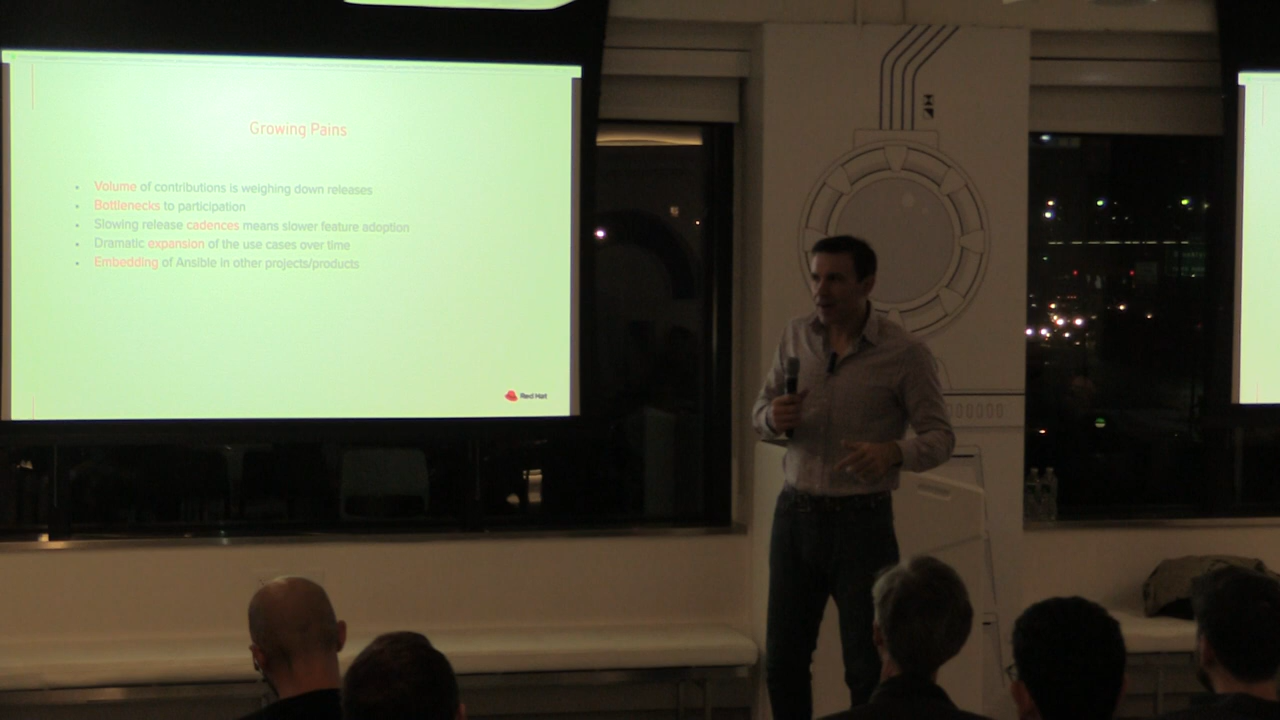 Growing Pains
• Volume of contributions is weighing down releases
• Bottlenecks to participation
• Slowing release cadences means slower feature adoption
• Dramatic expansion of the use cases over time
• Embedding of Ansible in other projects/products
Red Hat